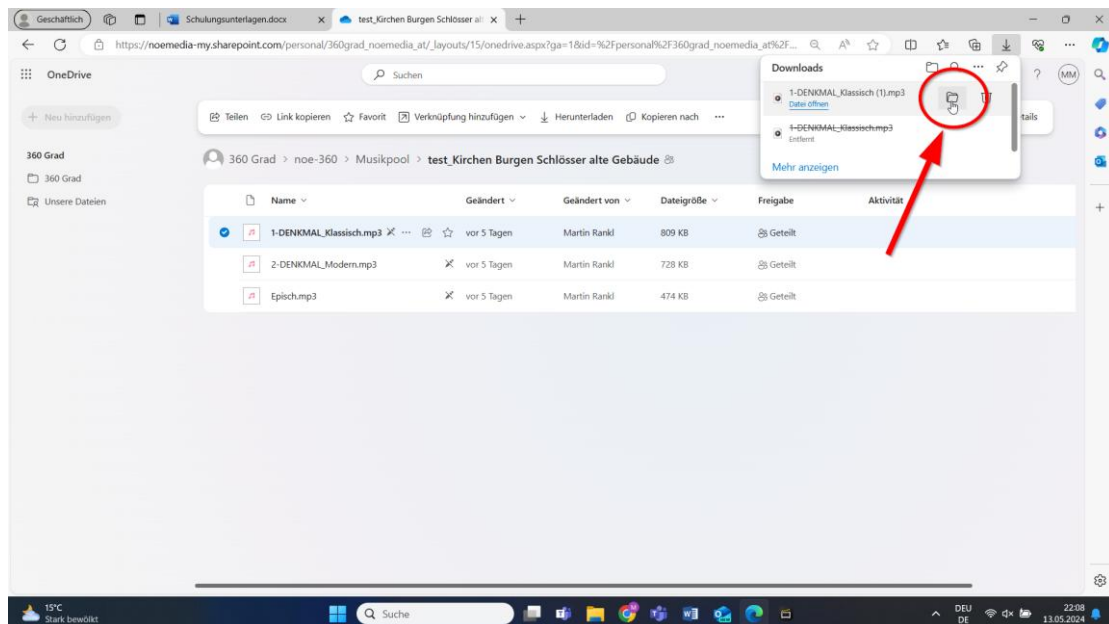 Geschäftlich
Schulungsunterlagen.docx
test_Kirchen Burgen Schlösser al
https://noemedia-my.sharepoint.com/personal/360grad_noemedia_at/_layouts/15/onedrive.aspx?ga=1&id=%2Fpersonal%2F360grad_noemedia_at%2F...
OneDrive
Suchen
MM
Downloads
1-DENKMAL_Klassisch (1).mp3
Datei öffnen
1-DENKMAL_Klassisch.mp3
Entfernt
Mehr anzeigen
+ Neu hinzufügen
Teilen Link kopieren Favorit Verknüpfung hinzufügen Herunterladen Kopieren nach ... tails
360 Grad
360 Grad
Unsere Dateien
360 Grad > noe-360 > Musikpool > test_Kirchen Burgen Schlösser alte Gebäude
Name Geändert Geändert von Dateigröße Freigabe Aktivität
1-DENKMAL_Klassisch.mp3 vor 5 Tagen Martin Rankl 809 KB Geteilt
2-DENKMAL_Modern.mp3 vor 5 Tagen Martin Rankl 728 KB Geteilt
Episch.mp3 vor 5 Tagen Martin Rankl 474 KB Geteilt
15°C
Stark bewölkt
Suche
DEU
DE
22:08
13.05.2024